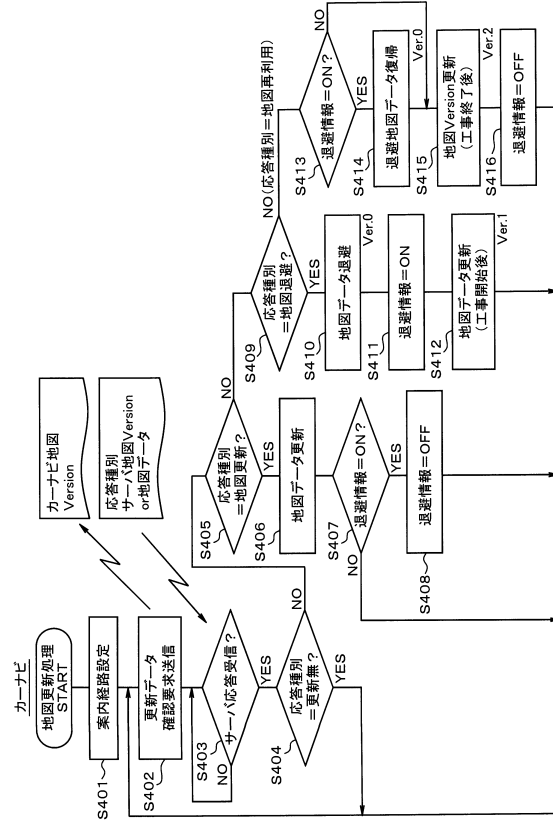 カーナビ
地図更新処理
START
S401
案内経路設定
S402
更新データ
確認要求送信
カーナビ地図
Version
応答種別
サーバ地図Version
or地図データ
S403
サーバ応答受信?
NO
YES
S404
応答種別
=更新無?
NO
YES
S405
応答種別
=地図更新?
NO
YES
S406
地図データ更新
S407
退避情報=ON?
NO
YES
S408
退避情報=OFF
S409
応答種別
=地図退避?
NO(応答種別=地図再利用)
YES
S410
地図データ退避
Ver.0
S411
退避情報=ON
S412
地図データ更新
(工事開始後)
Ver.1
S413
退避情報=ON?
NO
YES
S414
退避地図データ復帰
Ver.0
S415
地図Version更新
(工事終了後)
Ver.2
S416
退避情報=OFF